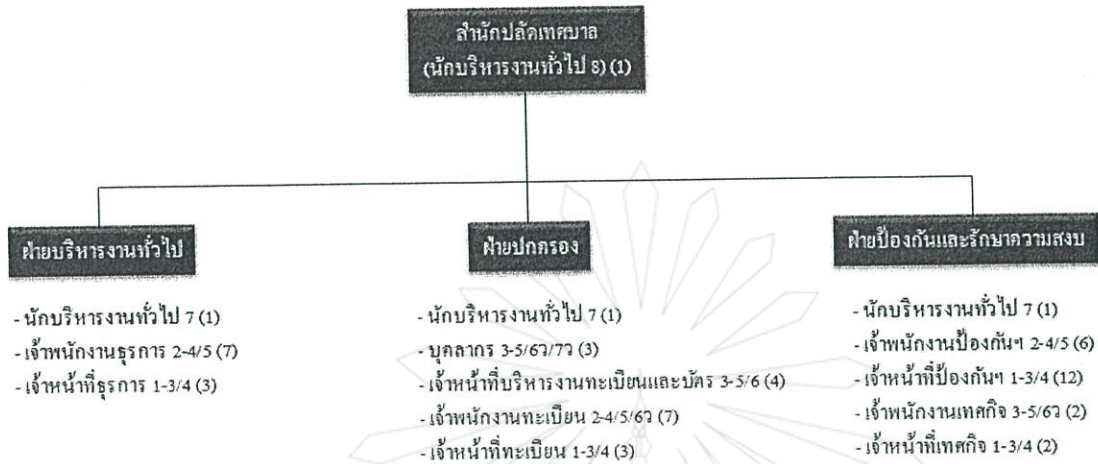 สำนักปลัดเทศบาล
(นักบริหารงานทั่วไป 8) (1)
ฝ่ายบริหารงานทั่วไป
- นักบริหารงานทั่วไป 7 (1)
- เจ้าพนักงานธุรการ 2-4/5 (7)
- เจ้าหน้าที่ธุรการ 1-3/4 (3)
ฝ่ายปกครอง
- นักบริหารงานทั่วไป 7 (1)
- บุคลากร 3-5/6ว/7ว (3)
- เจ้าหน้าที่บริหารงานทะเบียนและบัตร 3-5/6 (4)
- เจ้าพนักงานทะเบียน 2-4/5/6ว (7)
- เจ้าหน้าที่ทะเบียน 1-3/4 (3)
ฝ่ายป้องกันและรักษาความสงบ
- นักบริหารงานทั่วไป 7 (1)
- เจ้าพนักงานป้องกันฯ 2-4/5 (6)
- เจ้าหน้าที่ป้องกันฯ 1-3/4 (12)
- เจ้าพนักงานเทศกิจ 3-5/6ว (2)
- เจ้าหน้าที่เทศกิจ 1-3/4 (2)